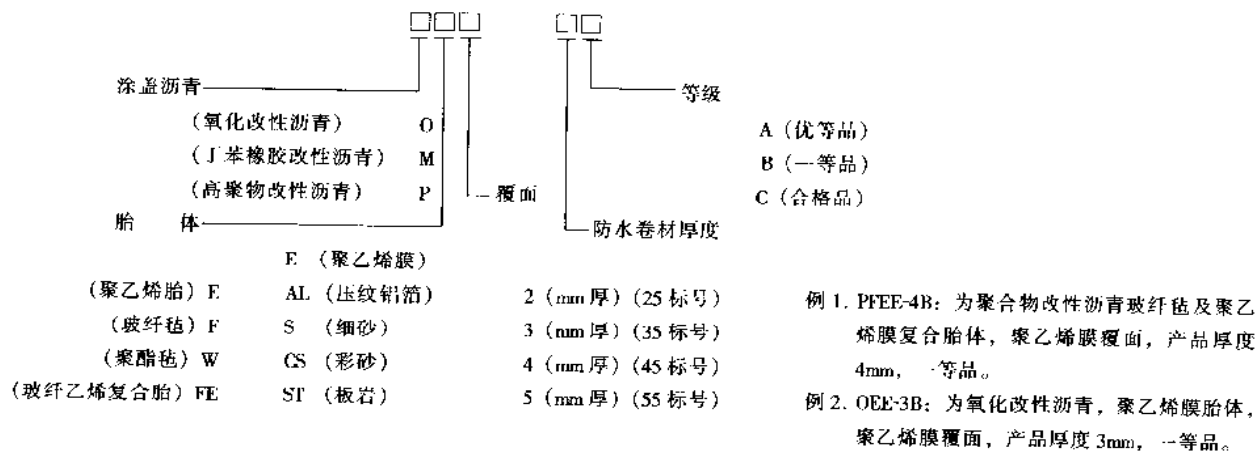 □□□ □□
涂盖沥青 等级
(氧化改性沥青) O A (优等品)
(丁苯橡胶改性沥青) M B (一等品)
(高聚物改性沥青) P 覆面 C (合格品)
胎 体 防水卷材厚度
E (聚乙烯膜)
(聚乙烯胎) E AL (压纹铝箔) 2 (mm厚) (25标号)
(玻纤毡) F S (细砂) 3 (mm厚) (35标号)
(聚酯毡) W CS (彩砂) 4 (mm厚) (45标号)
(玻纤乙烯复合胎) FE ST (板岩) 5 (mm厚) (55标号)
例 1. PFEE-4B: 为聚合物改性沥青玻纤毡及聚乙
烯膜复合胎体, 聚乙烯膜覆面, 产品厚度
4mm, 一等品。
例 2. OEE-3B: 为氧化改性沥青, 聚乙烯膜胎体,
聚乙烯膜覆面, 产品厚度 3mm, 一等品。